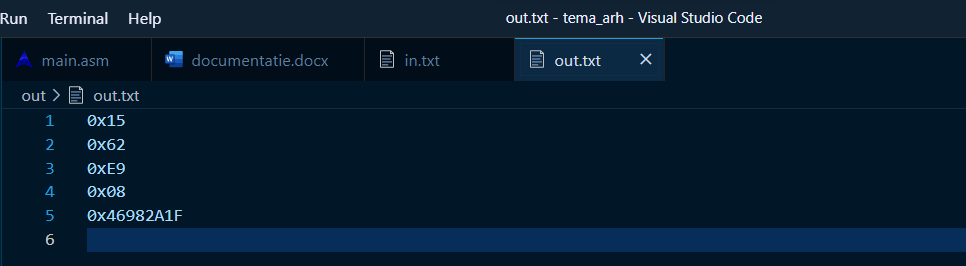 Run Terminal Help out.txt - tema_arh - Visual Studio Code
main.asm documentatie.docx in.txt out.txt
out out.txt
1 0x15
2 0x62
3 0xE9
4 0x08
5 0x46982A1F
6